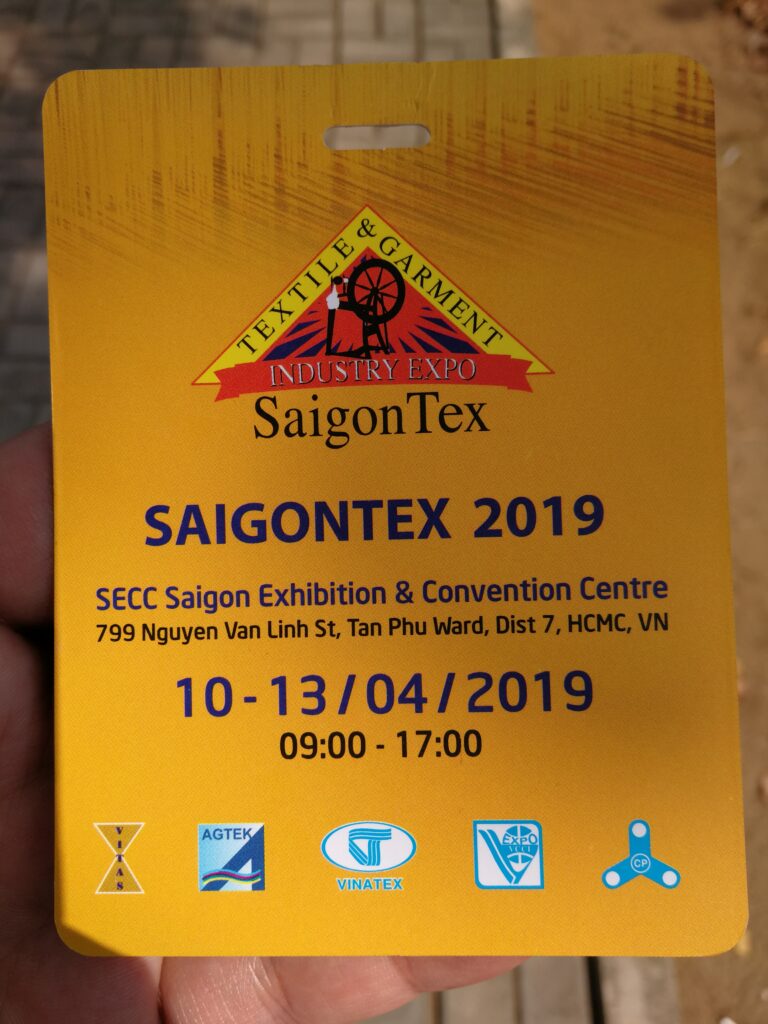 TEXTILE & GARMENT
INDUSTRY EXPO
SaigonTex
SAIGONTEX 2019
SECC Saigon Exhibition & Convention Centre
799 Nguyen Van Linh St, Tan Phu Ward, Dist 7, HCMC, VN
10 - 13 / 04 / 2019
09:00 - 17:00
VITAS
AGTEK
VINATEX
EXPO
VCCI
CP